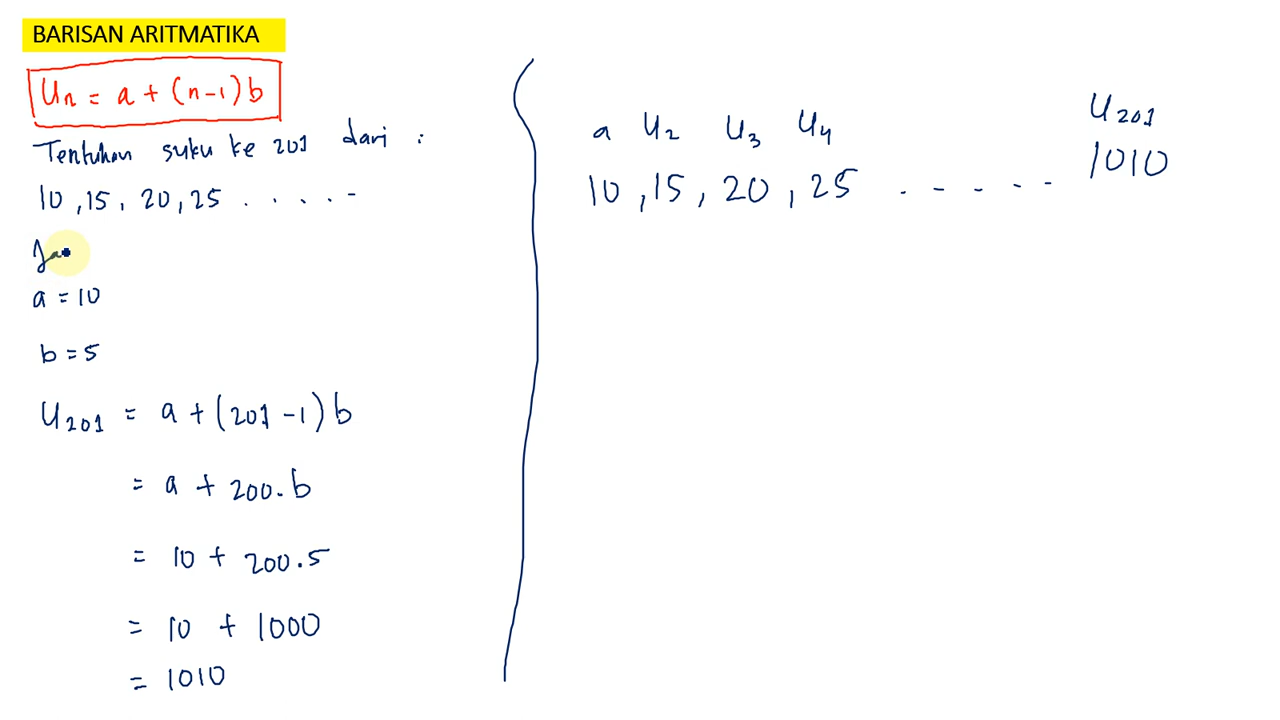 BARISAN ARITMATIKA
Un = a + (n-1) b
Tentukan suku ke 201 dari :
10 , 15 , 20 , 25 . . . . . -
Ja
a = 10
b = 5
U201 = a + (201 - 1) b
= a + 200. b
= 10 + 200.5
= 10 + 1000
= 1010
a U2 U3 U4 U201
10 , 15 , 20 , 25 . - - - - - 1010